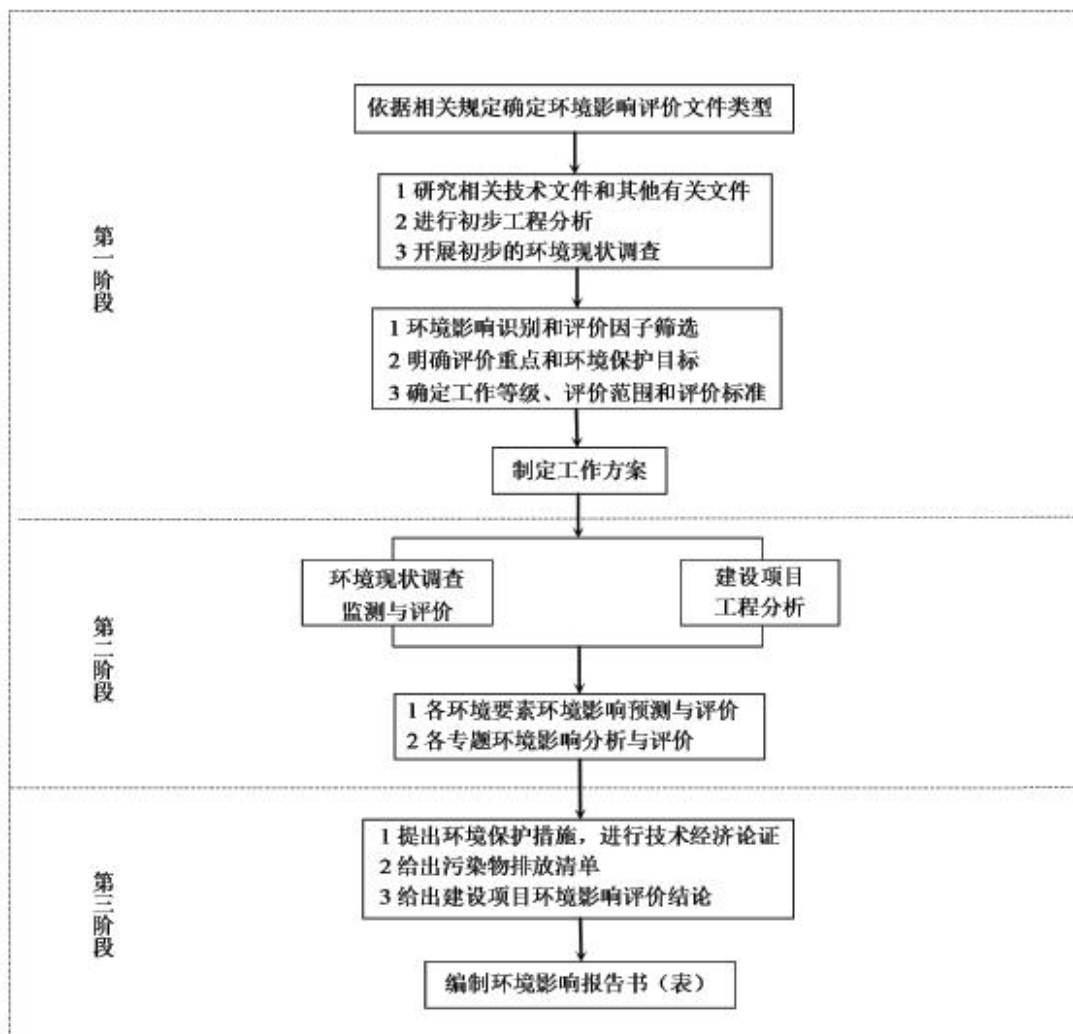 依据相关规定确定环境影响评价文件类型
1 研究相关技术文件和其他有关文件
2 进行初步工程分析
3 开展初步的环境现状调查
第一阶段
1 环境影响识别和评价因子筛选
2 明确评价重点和环境保护目标
3 确定工作等级、评价范围和评价标准
制定工作方案
环境现状调查
监测与评价
建设项目
工程分析
第二阶段
1 各环境要素环境影响预测与评价
2 各专题环境影响分析与评价
1 提出环境保护措施，进行技术经济论证
2 给出污染物排放清单
3 给出建设项目环境影响评价结论
第三阶段
编制环境影响报告书（表）